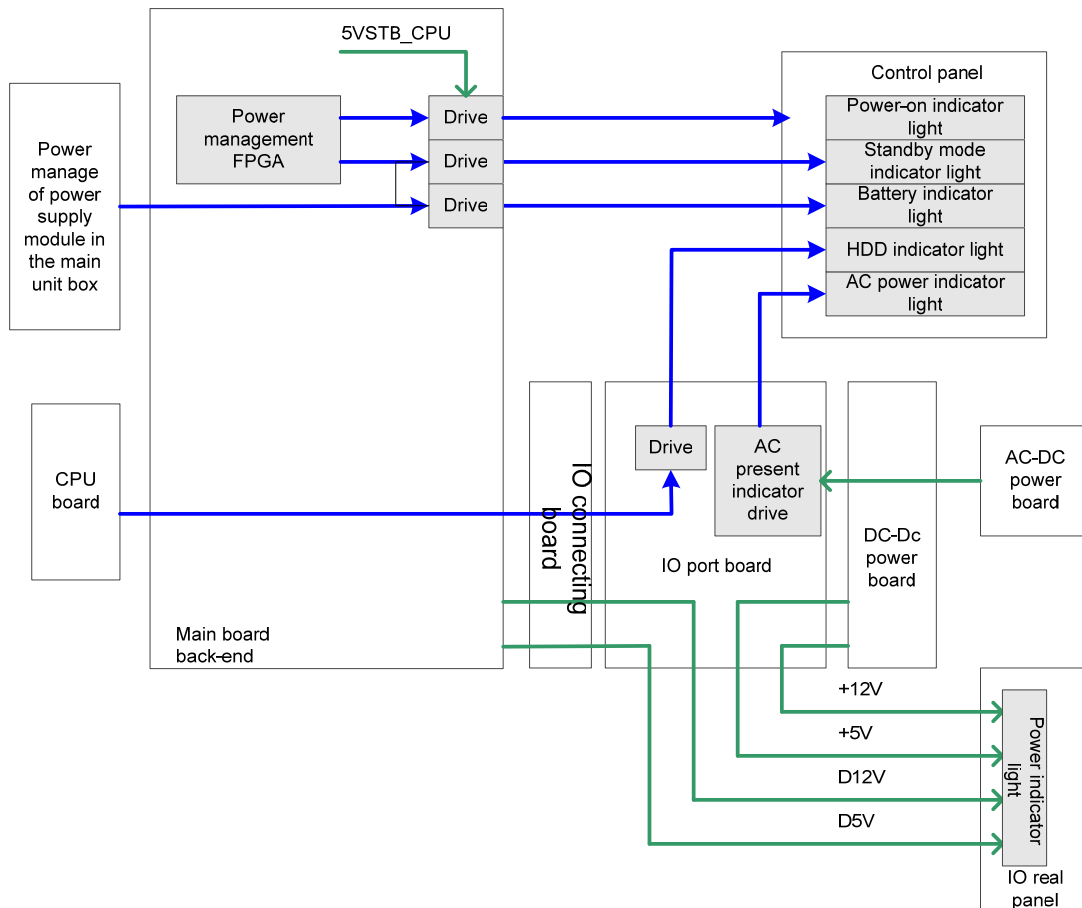 5VSTB_CPU
Control panel
Power
management
FPGA
Drive
Drive
Drive
Power-on indicator
light
Standby mode
indicator light
Battery indicator
light
HDD indicator light
AC power indicator
light
Power
manage
of power
supply
module in
the main
unit box
CPU
board
Main board
back-end
IO connecting
board
Drive
AC
present
indicator
drive
IO port board
DC-Dc
power
board
AC-DC
power
board
+12V
+5V
D12V
D5V
Power indicator
light
IO real
panel